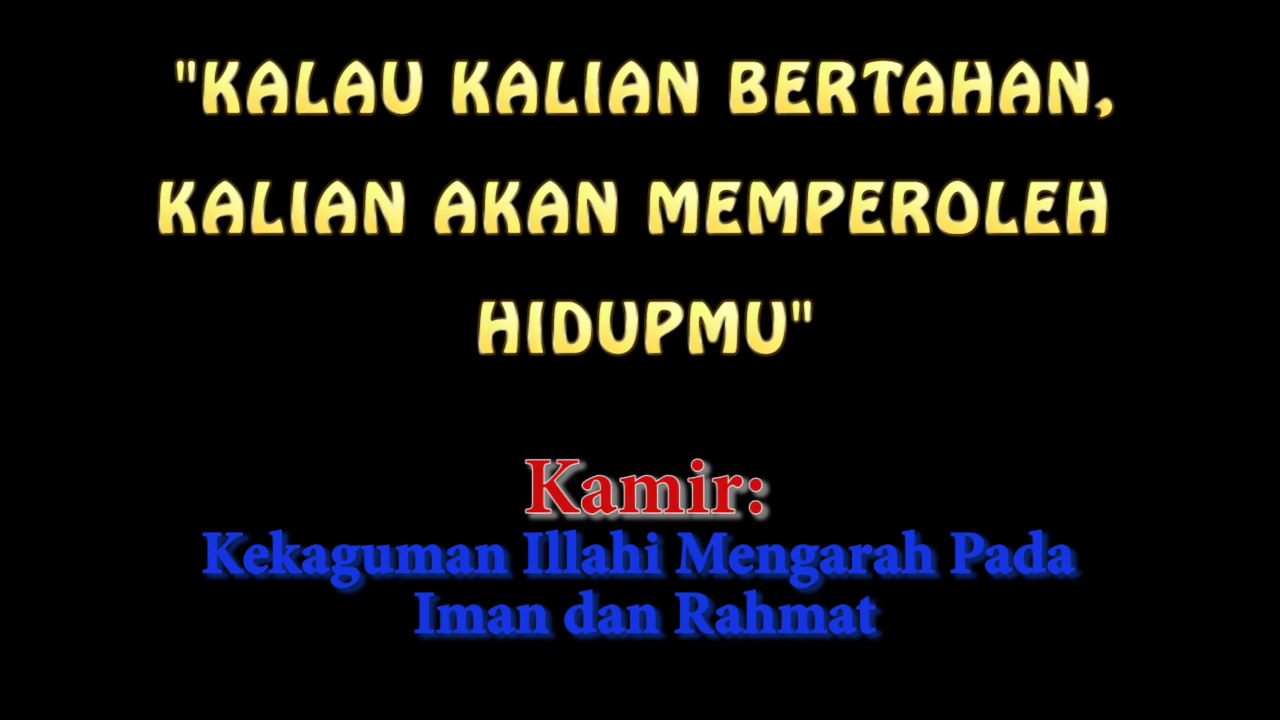 "KALAU KALIAN BERTAHAN,
KALIAN AKAN MEMPEROLEH
HIDUPMU"
Kamir:
Kekaguman Illahi Mengarah Pada
Iman dan Rahmat